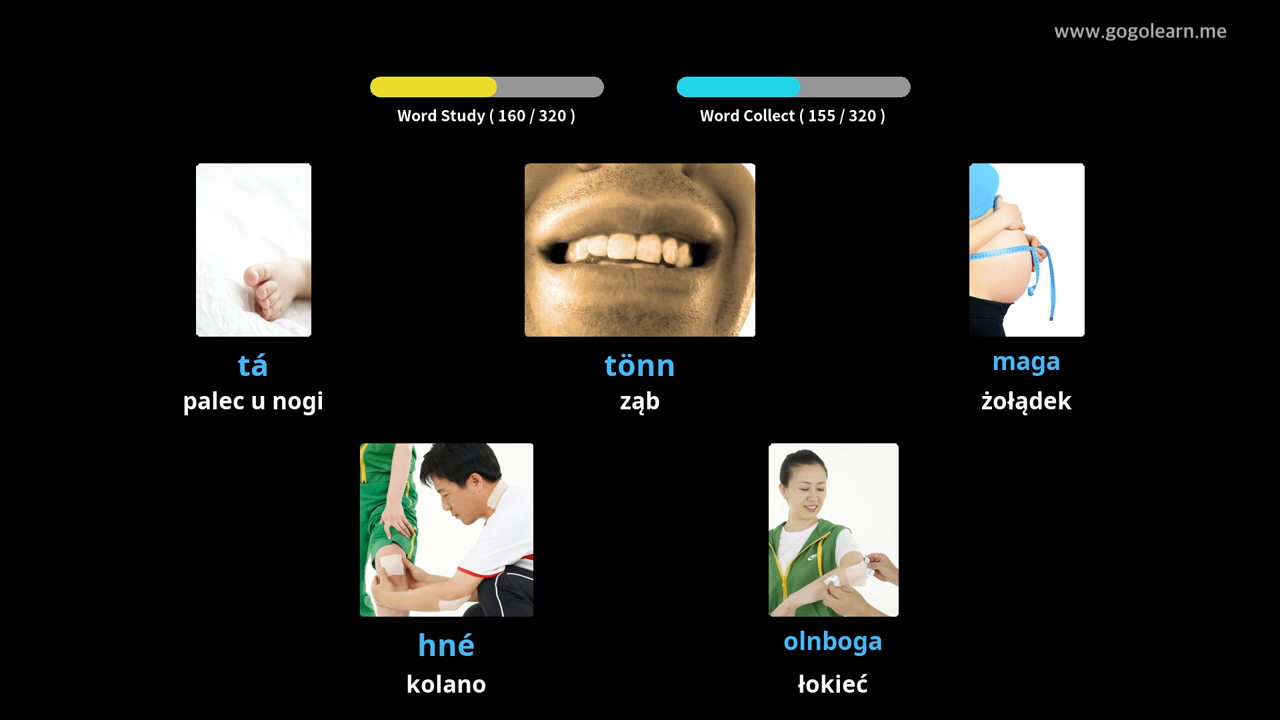 www.gogolearn.me
Word Study ( 160 / 320 )
Word Collect ( 155 / 320 )
tá
palec u nogi
tönn
ząb
maga
żołądek
hné
kolano
olnboga
łokieć